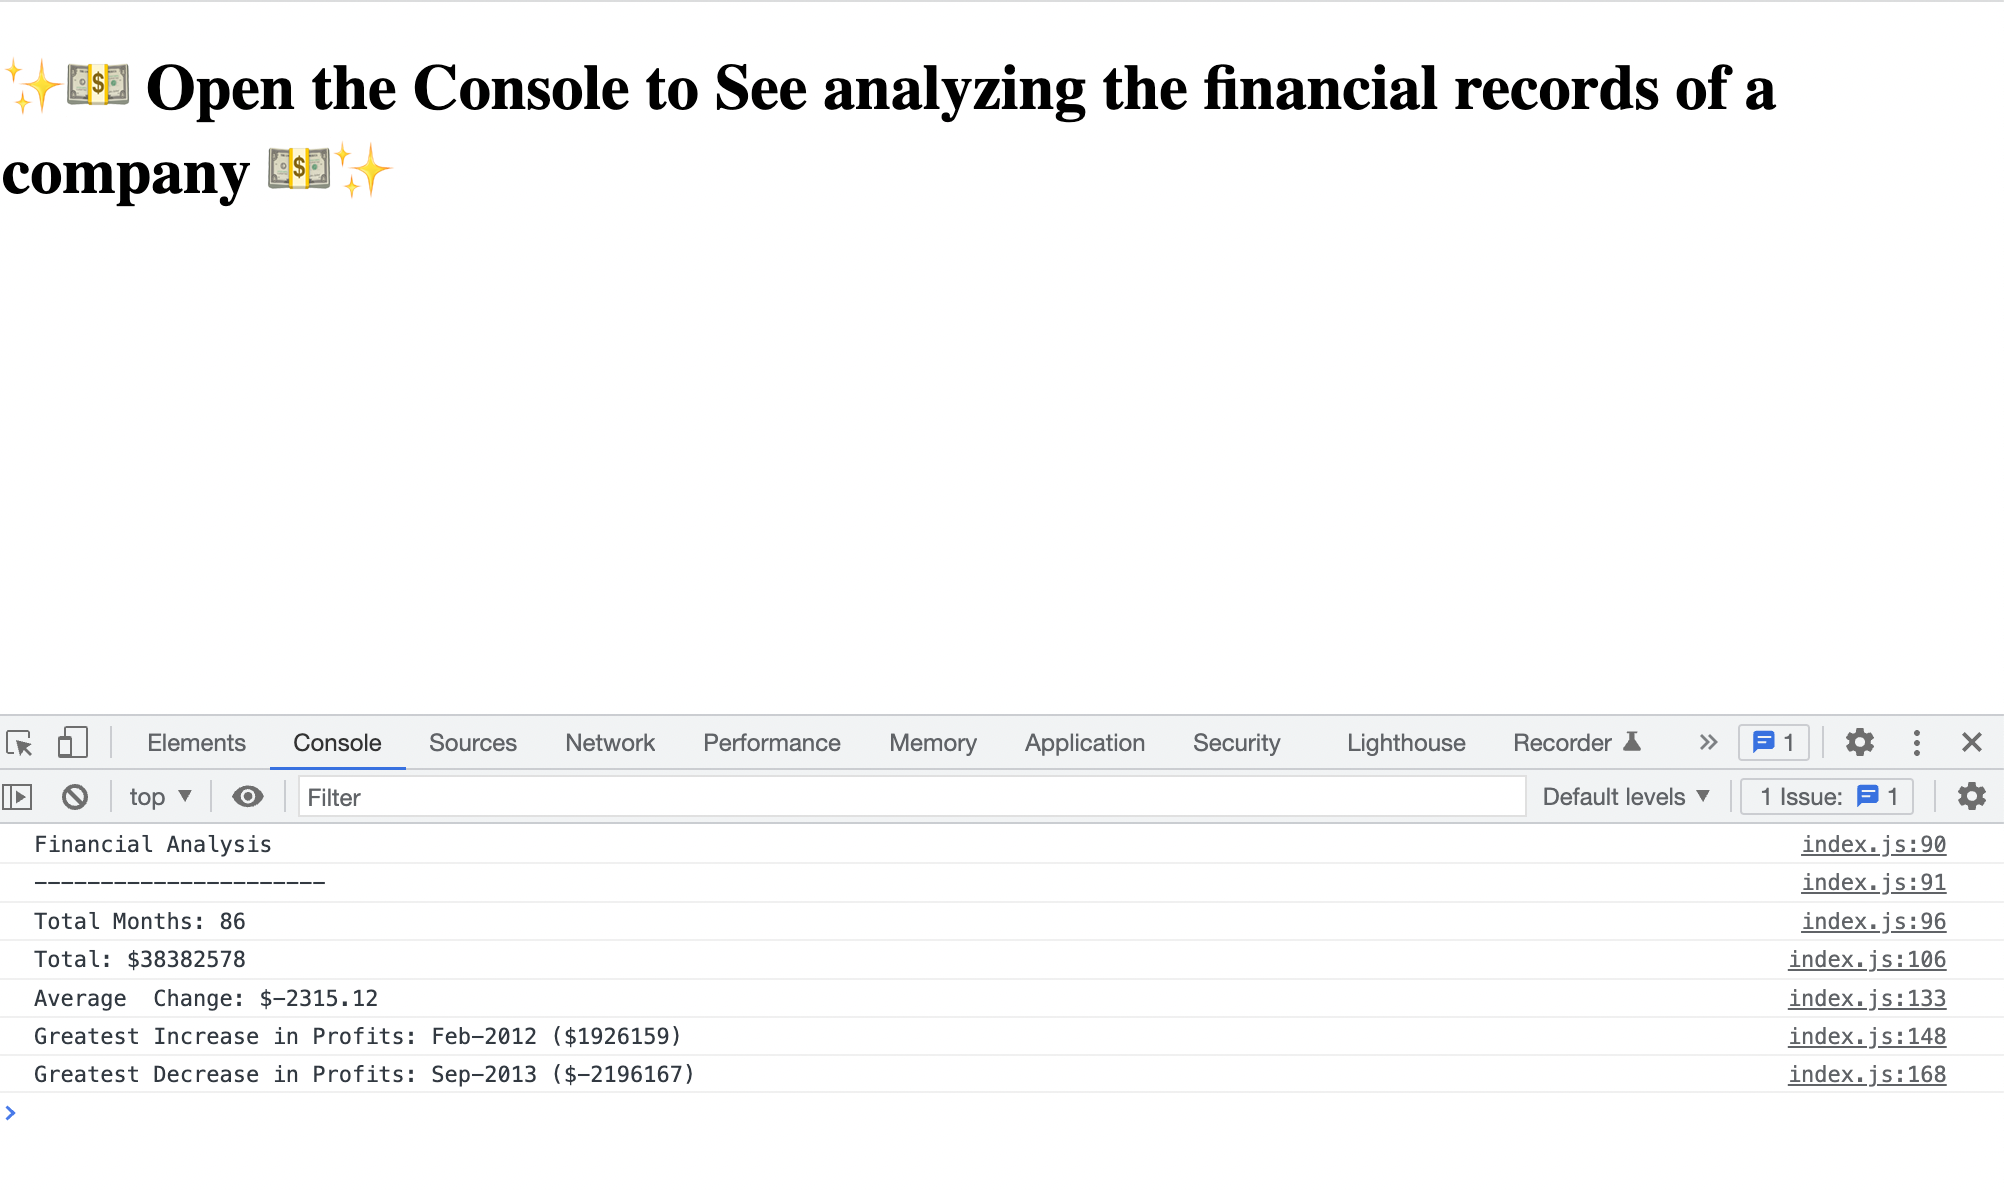 ✨💵 Open the Console to See analyzing the financial records of a
company 💵✨
Elements Console Sources Network Performance Memory Application Security Lighthouse Recorder » 1
top ▼ Filter Default levels ▼ 1 Issue: 1
Financial Analysis index.js:90
---------------------- index.js:91
Total Months: 86 index.js:96
Total: $38382578 index.js:106
Average  Change: $-2315.12 index.js:133
Greatest Increase in Profits: Feb-2012 ($1926159) index.js:148
Greatest Decrease in Profits: Sep-2013 ($-2196167) index.js:168